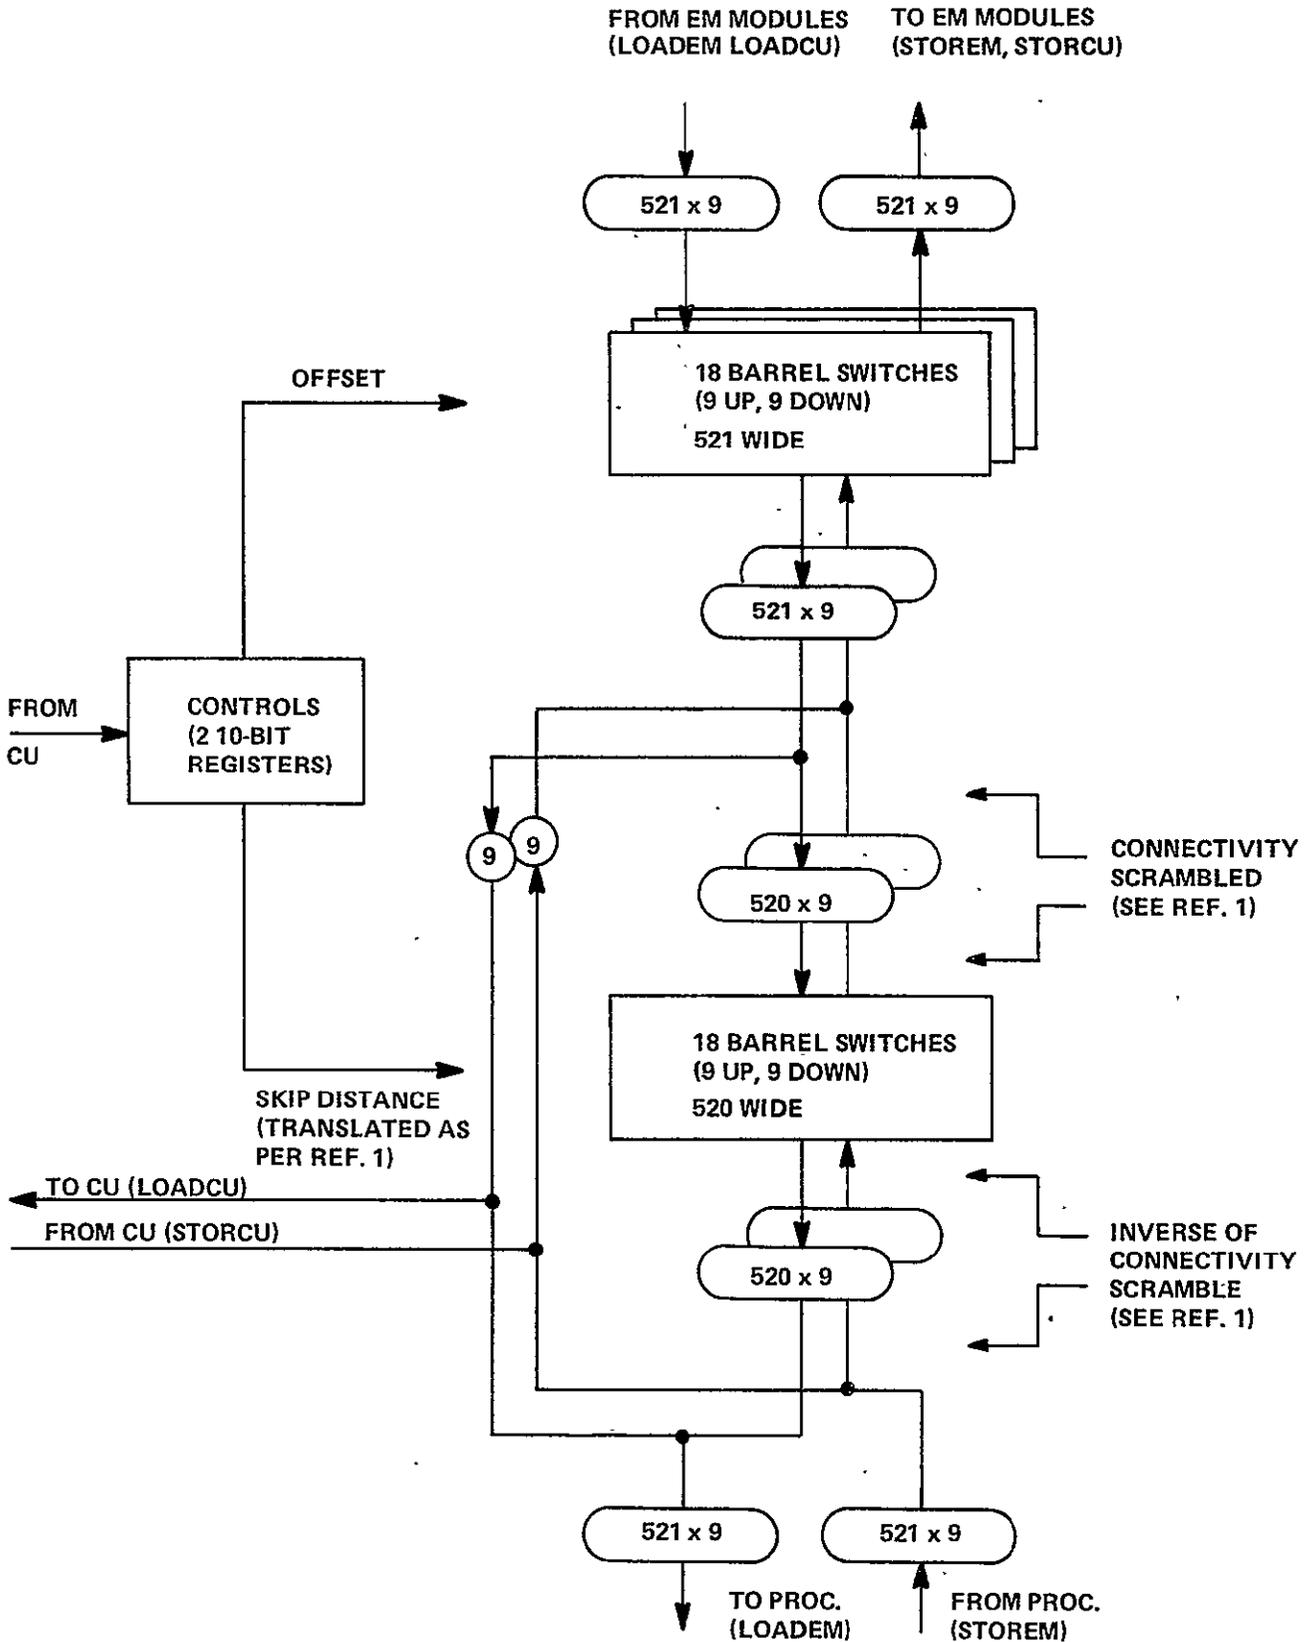 FROM EM MODULES
(LOADEM LOADCU)
TO EM MODULES
(STOREM, STORCU)
521 x 9
521 x 9
18 BARREL SWITCHES
(9 UP, 9 DOWN)
521 WIDE
OFFSET
521 x 9
FROM
CU
CONTROLS
(2 10-BIT
REGISTERS)
9
9
CONNECTIVITY
SCRAMBLED
(SEE REF. 1)
520 x 9
18 BARREL SWITCHES
(9 UP, 9 DOWN)
520 WIDE
SKIP DISTANCE
(TRANSLATED AS
PER REF. 1)
TO CU (LOADCU)
FROM CU (STORCU)
INVERSE OF
CONNECTIVITY
SCRAMBLE
(SEE REF. 1)
520 x 9
521 x 9
521 x 9
TO PROC.
(LOADEM)
FROM PROC.
(STOREM)